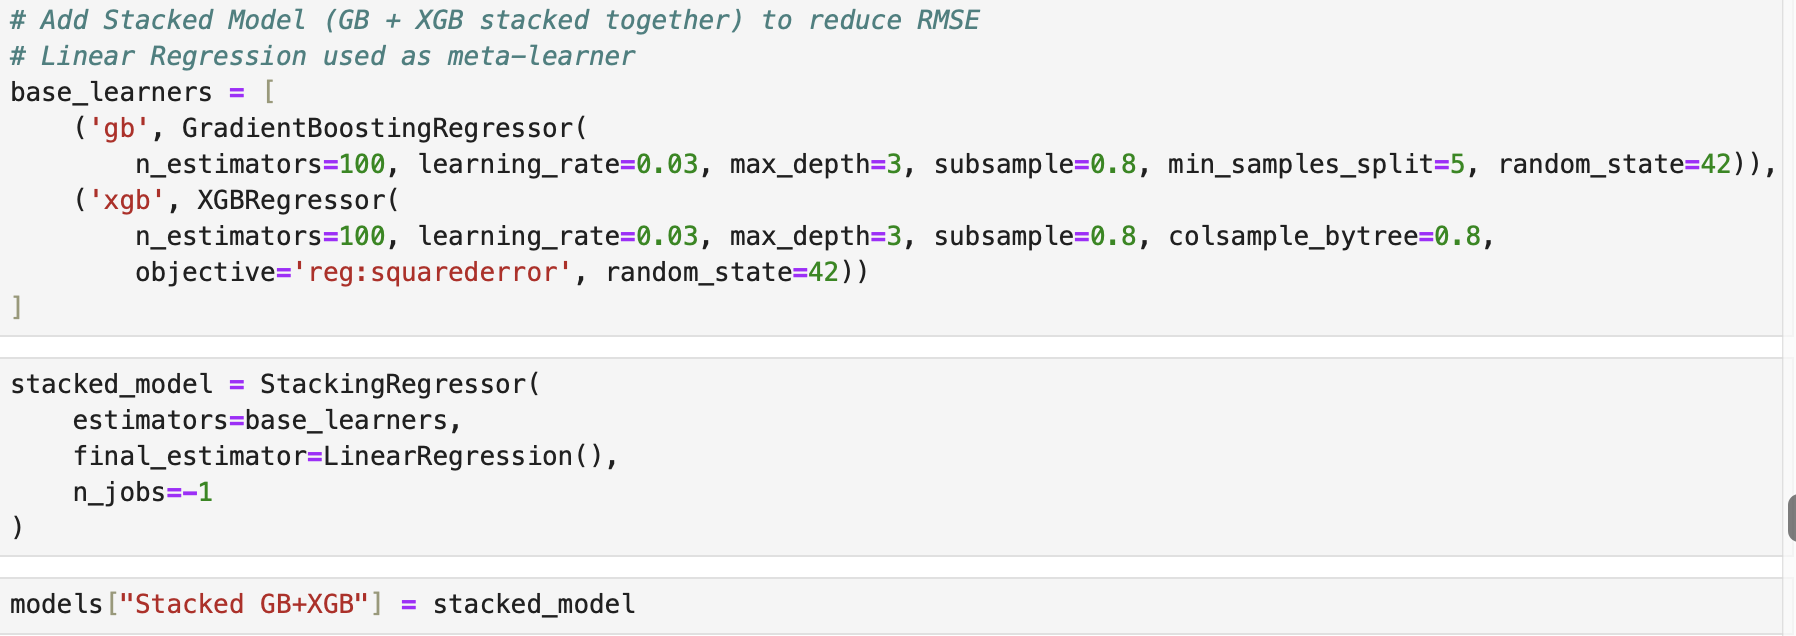 # Add Stacked Model (GB + XGB stacked together) to reduce RMSE
# Linear Regression used as meta-learner
base_learners = [
    ('gb', GradientBoostingRegressor(
        n_estimators=100, learning_rate=0.03, max_depth=3, subsample=0.8, min_samples_split=5, random_state=42)),
    ('xgb', XGBRegressor(
        n_estimators=100, learning_rate=0.03, max_depth=3, subsample=0.8, colsample_bytree=0.8,
        objective='reg:squarederror', random_state=42))
]
stacked_model = StackingRegressor(
    estimators=base_learners,
    final_estimator=LinearRegression(),
    n_jobs=-1
)
models["Stacked GB+XGB"] = stacked_model